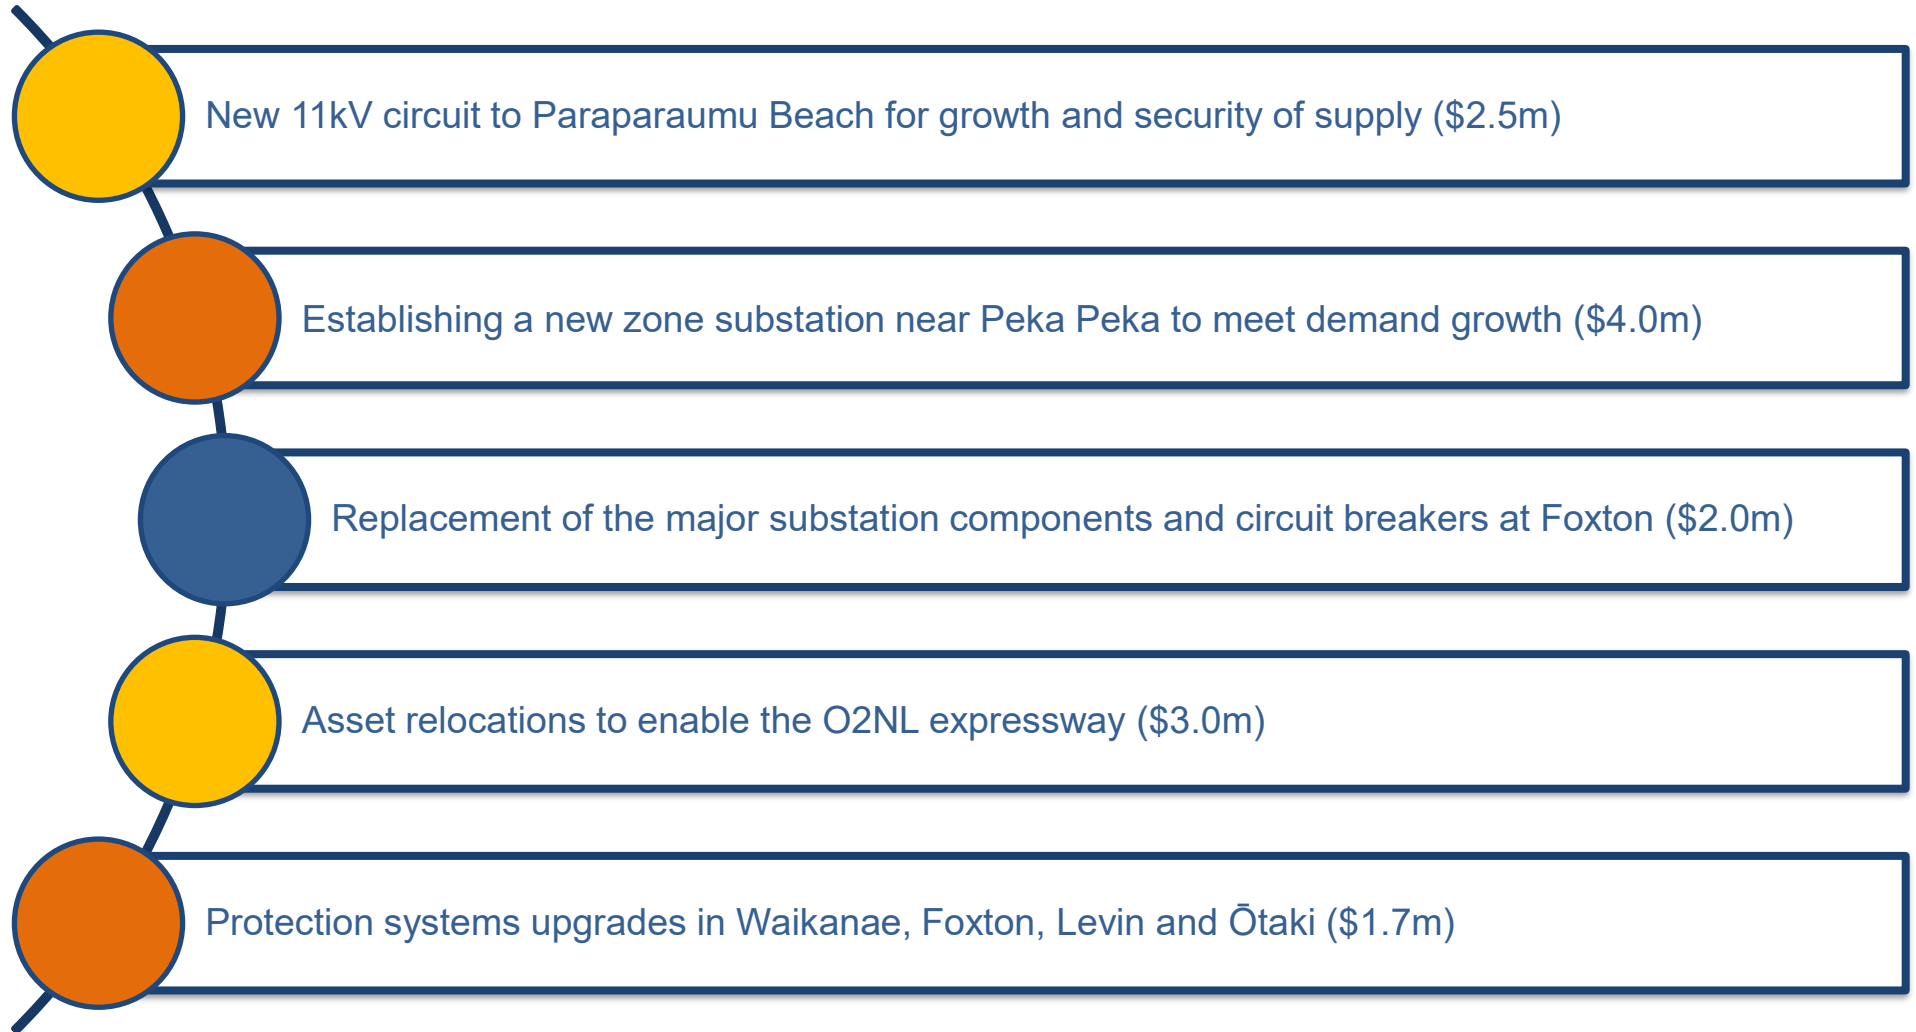 New 11kV circuit to Paraparaumu Beach for growth and security of supply ($2.5m)
Establishing a new zone substation near Peka Peka to meet demand growth ($4.0m)
Replacement of the major substation components and circuit breakers at Foxton ($2.0m)
Asset relocations to enable the O2NL expressway ($3.0m)
Protection systems upgrades in Waikanae, Foxton, Levin and Ōtaki ($1.7m)